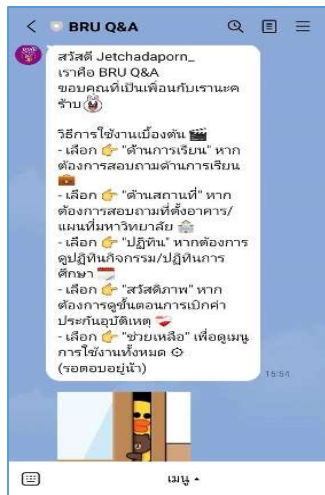 BRU Q&A
สวัสดี Jetchadaporn_
เราคือ BRU Q&A
ขอบคุณที่เป็นเพื่อนกับเรานะค
ร้าบ
วิธีการใช้งานเบื้องต้น 🎬
- เลือก 👉 "ด้านการเรียน" หาก
ต้องการสอบถามด้านการเรียน
💼
- เลือก 👉 "ด้านสถานที่" หาก
ต้องการสอบถามที่ตั้งอาคาร/
แผนที่มหาวิทยาลัย
- เลือก 👉 "ปฏิทิน" หากต้องการ
ดูปฏิทินกิจกรรม/ปฏิทินการ
ศึกษา
- เลือก 👉 "สวัสดิภาพ" หาก
ต้องการดูขั้นตอนการเบิกค่า
ประกันอุบัติเหตุ
- เลือก 👉 "ช่วยเหลือ" เพื่อดูเมนู
การใช้งานทั้งหมด
(รอตอบอยู่น้า)
15:54
เมนู